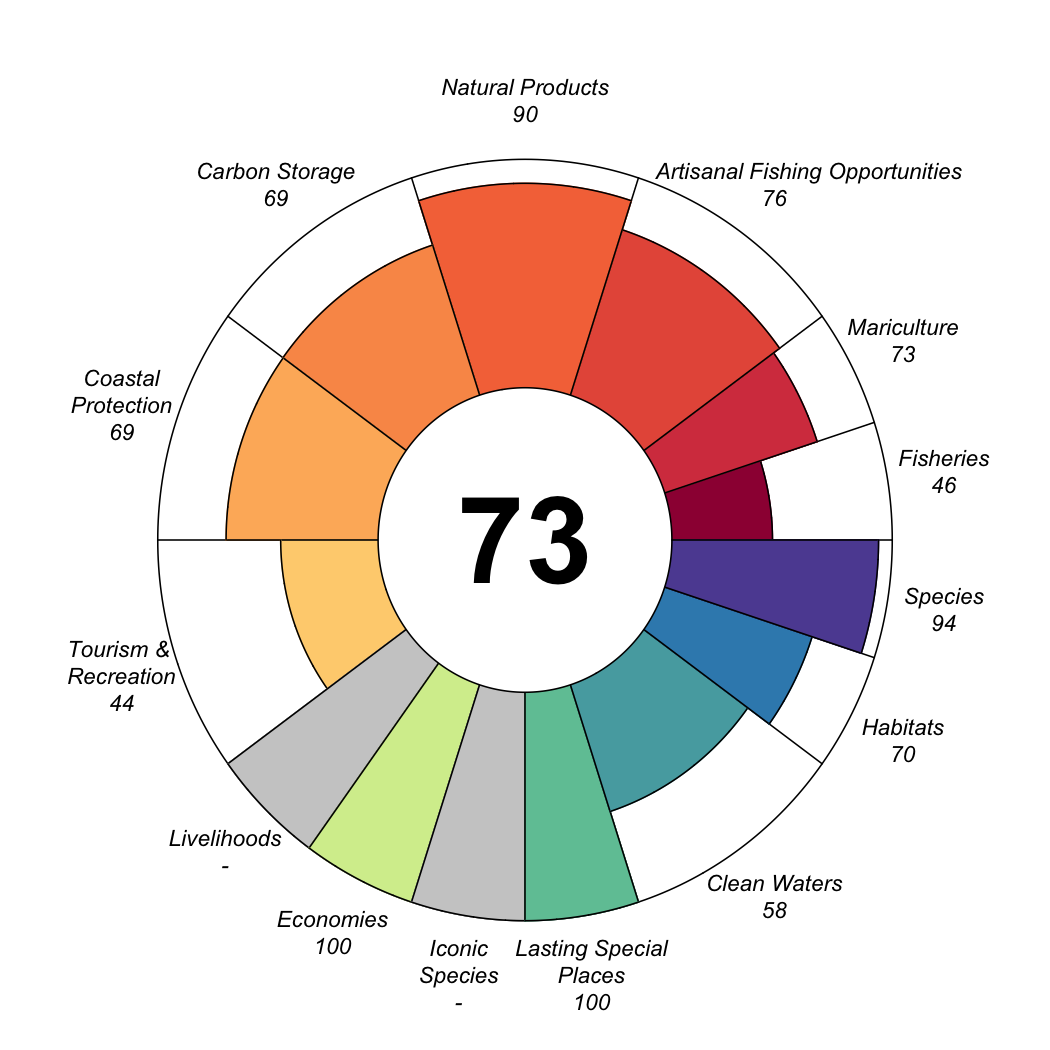 Natural Products
90
Carbon Storage
69
Artisanal Fishing Opportunities
76
Mariculture
73
Coastal
Protection
69
Fisheries
46
73
Species
94
Tourism &
Recreation
44
Habitats
70
Livelihoods
-
Clean Waters
58
Economies
100
Iconic
Species
-
Lasting Special
Places
100